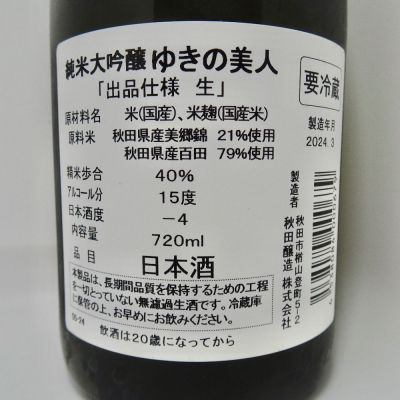 純米大吟醸 ゆきの美人
「出品仕様 生」
要冷蔵
製造年月
2024.3
原材料名 米(国産)、米麹(国産米)
原料米 秋田県産美郷錦 21%使用
秋田県産百田 79%使用
精米歩合 40%
アルコール分 15度
日本酒度 −4
内容量 720ml
品目 日本酒
本製品は、長期間品質を保持するための工程
を一切とっていない無濾過生酒です。冷蔵庫
に保管の上、お早めにお飲みください。
飲酒は20歳になってから
製造者 秋田醸造株式会社
秋田市楢山登町5-2